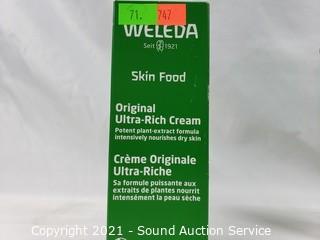 71. 747
WELEDA
Seit 1921
Skin Food
Original
Ultra-Rich Cream
Potent plant-extract formula
intensively nourishes dry skin
Crème Originale
Ultra-Riche
Sa formule puissante aux
extraits de plantes nourrit
intensément la peau sèche
Copyright 2021 - Sound Auction Service